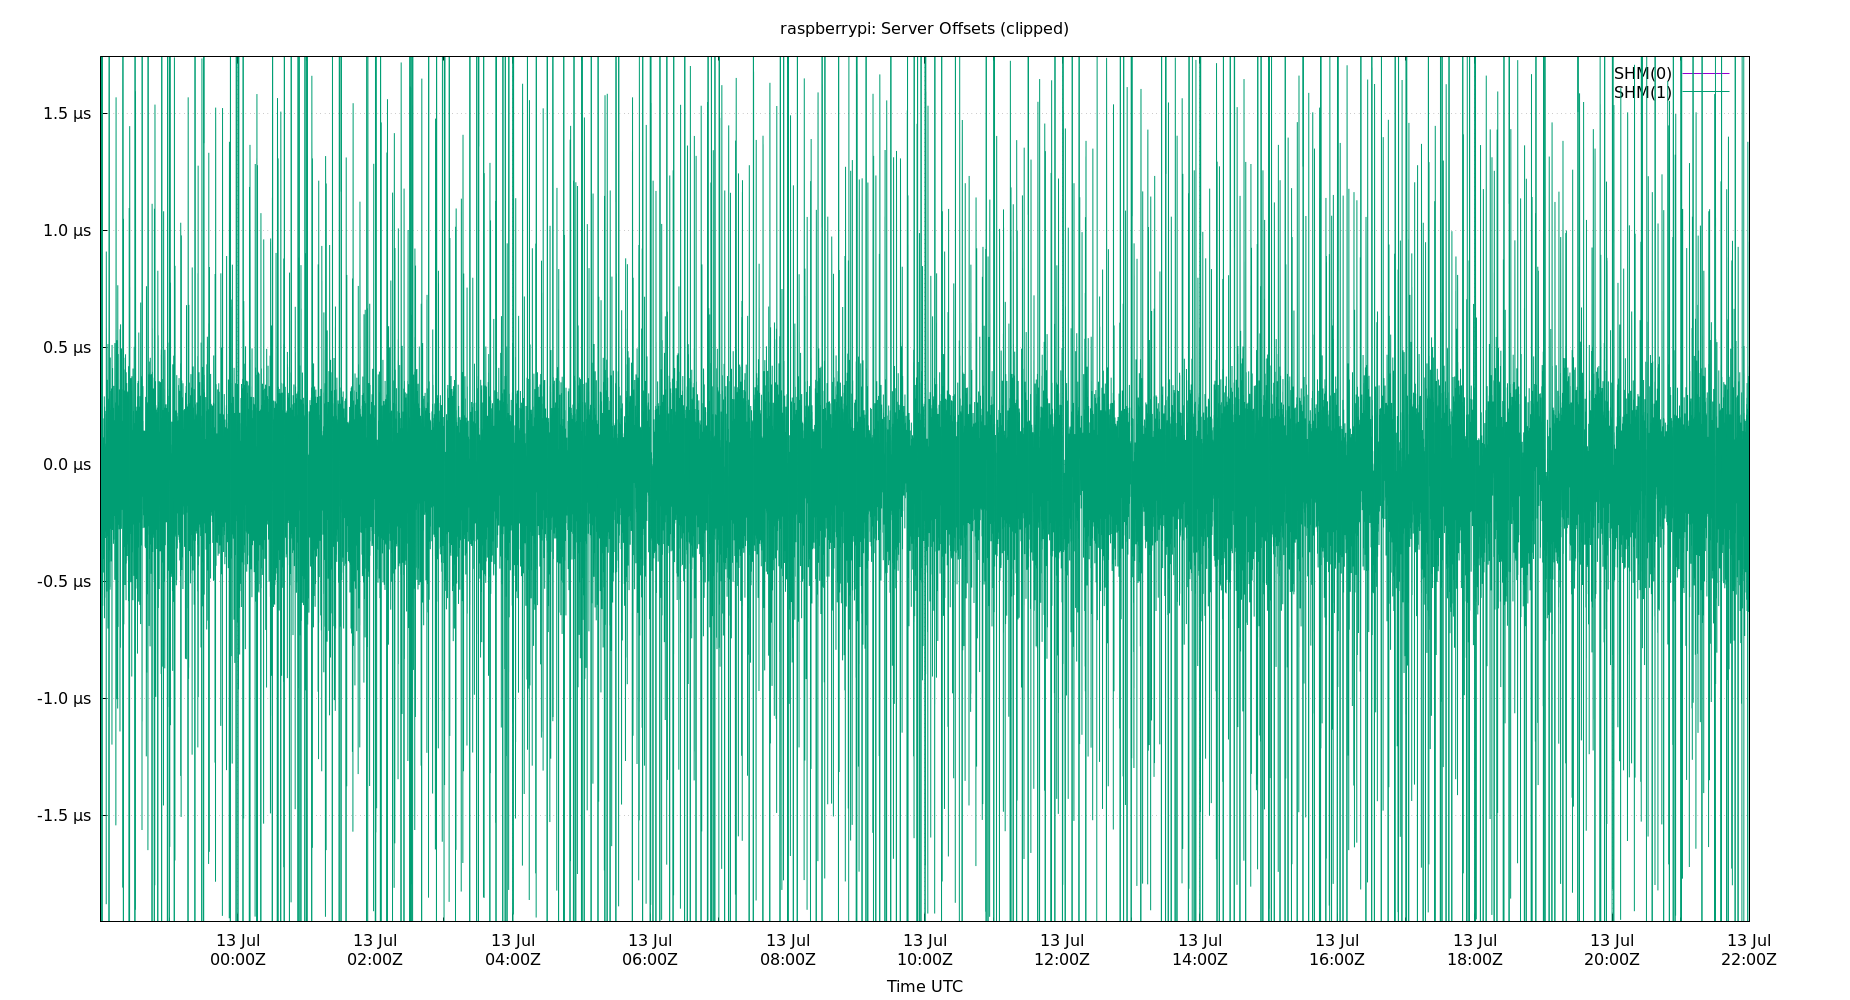 raspberrypi: Server Offsets (clipped)
SHM(0)
SHM(1)
1.5 µs
1.0 µs
0.5 µs
0.0 µs
-0.5 µs
-1.0 µs
-1.5 µs
13 Jul 13 Jul 13 Jul 13 Jul 13 Jul 13 Jul 13 Jul 13 Jul 13 Jul 13 Jul 13 Jul 13 Jul
00:00Z 02:00Z 04:00Z 06:00Z 08:00Z 10:00Z 12:00Z 14:00Z 16:00Z 18:00Z 20:00Z 22:00Z
Time UTC